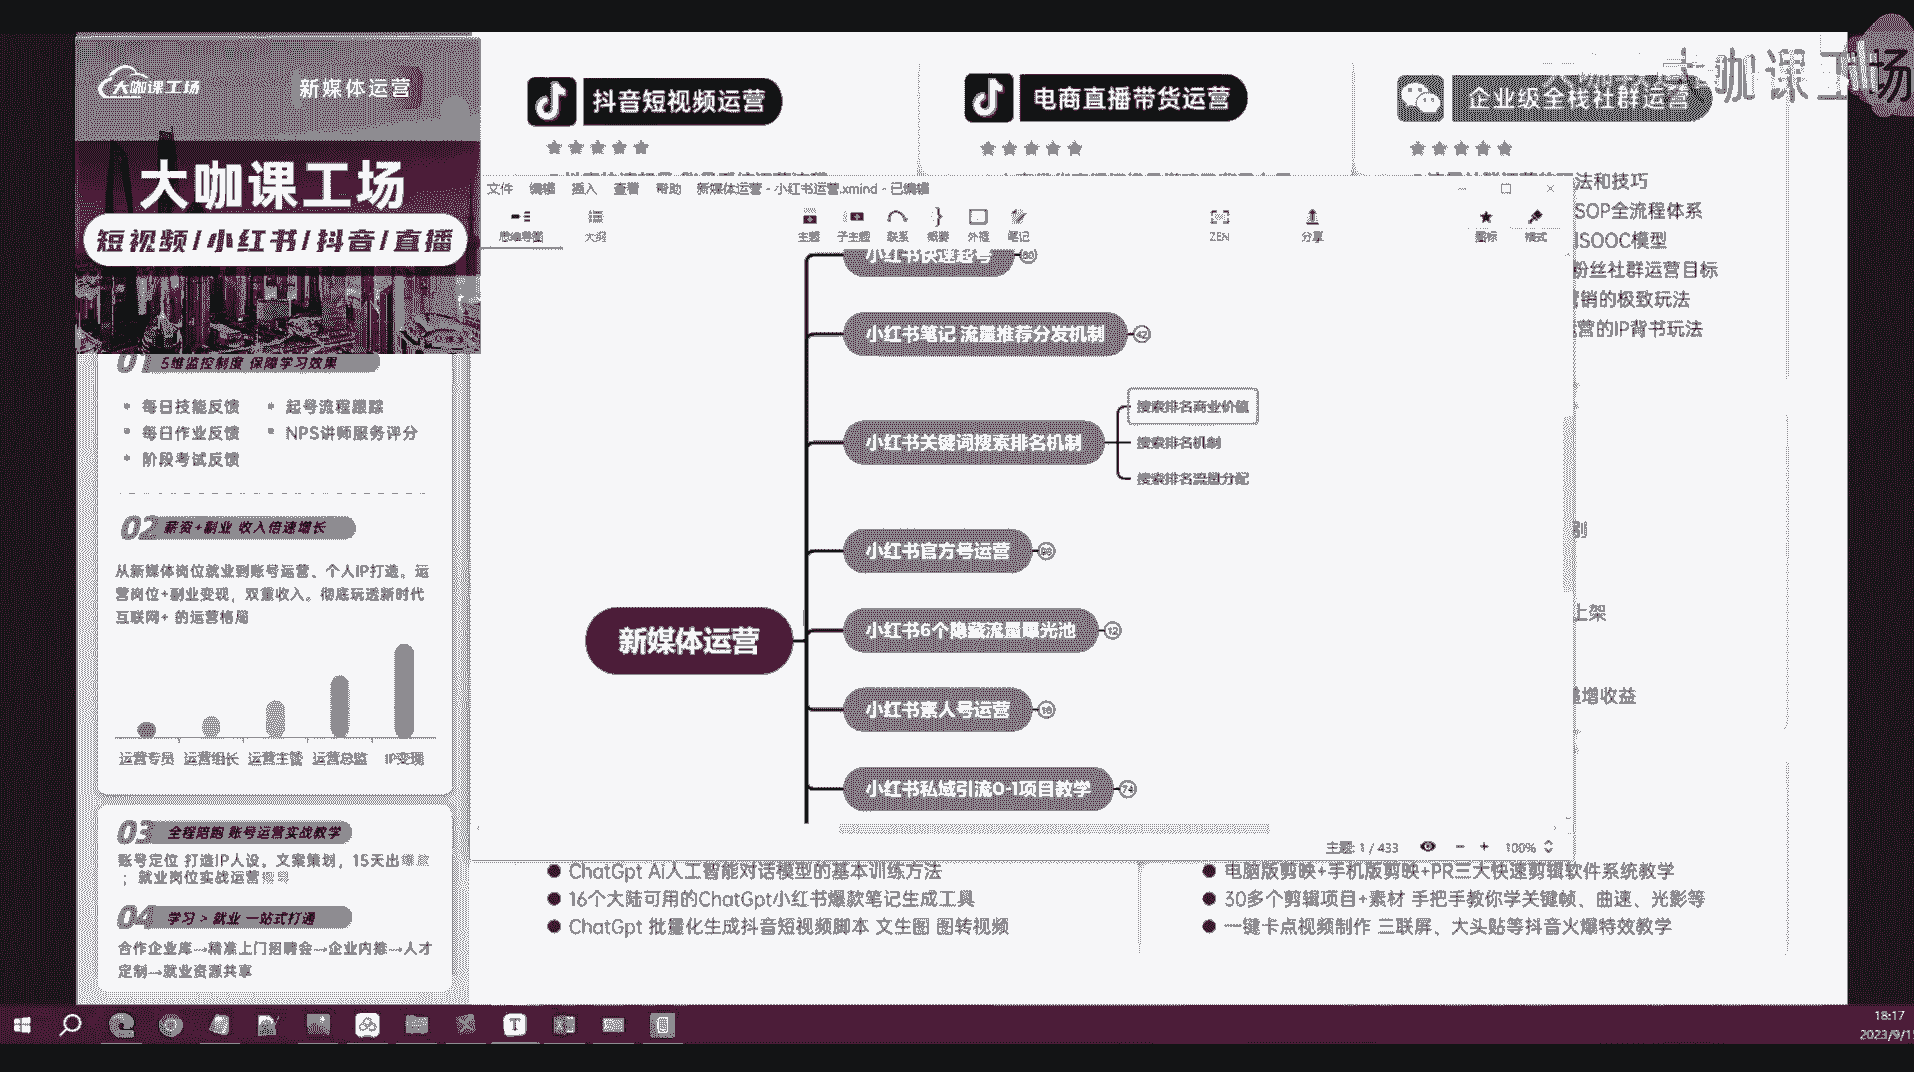 大咖课工场
新媒体运营
大咖课工场
短视频/小红书/抖音/直播
01 5维监控制度 保障学习效果
每日技能反馈
起号流程跟踪
每日作业反馈
NPS讲师服务评分
阶段考试反馈
02 薪资+副业 收入倍速增长
从新媒体岗位就业到账号运营、个人IP打造。运
营岗位+副业变现，双重收入。彻底玩透新时代
互联网+ 的运营格局
运营专员 运营组长 运营主管 运营总监 IP变现
03 全程陪跑 账号运营实战教学
账号定位 打造IP人设。文案策划，15天出爆款
；就业岗位实战运营
04 学习 > 就业 一站式打通
合作企业库→精准上门招聘会→企业内推→人才
定制→就业资源共享
抖音短视频运营
电商直播带货运营
企业级全栈社群运营
大咖课工场
文件 编辑 插入 查看 帮助 新媒体运营 - 小红书运营.xmind - 已编辑
思维导图 大纲 主题 子主题 联系 概要 外框 笔记 ZEN 分享 图标 格式
小红书快速起号 80
小红书笔记 流量推荐分发机制 42
小红书关键词搜索排名机制
搜索排名商业价值
搜索排名机制
搜索排名流量分配
小红书官方号运营
小红书6个隐藏流量曝光池 12
新媒体运营
小红书素人号运营 16
小红书私域引流0-1项目教学 74
主题: 1 / 433 100%
法和技巧
SOP全流程体系
ISOOC模型
粉丝社群运营目标
营销的极致玩法
运营的IP背书玩法
别
上架
递增收益
ChatGpt Ai人工智能对话模型的基本训练方法
16个大陆可用的ChatGpt小红书爆款笔记生成工具
ChatGpt 批量化生成抖音短视频脚本 文生图 图转视频
电脑版剪映+手机版剪映+PR三大快速剪辑软件系统教学
30多个剪辑项目+素材 手把手教你学关键帧、曲速、光影等
一键卡点视频制作 三联屏、大头贴等抖音火爆特效教学
18:17
2023/9/1